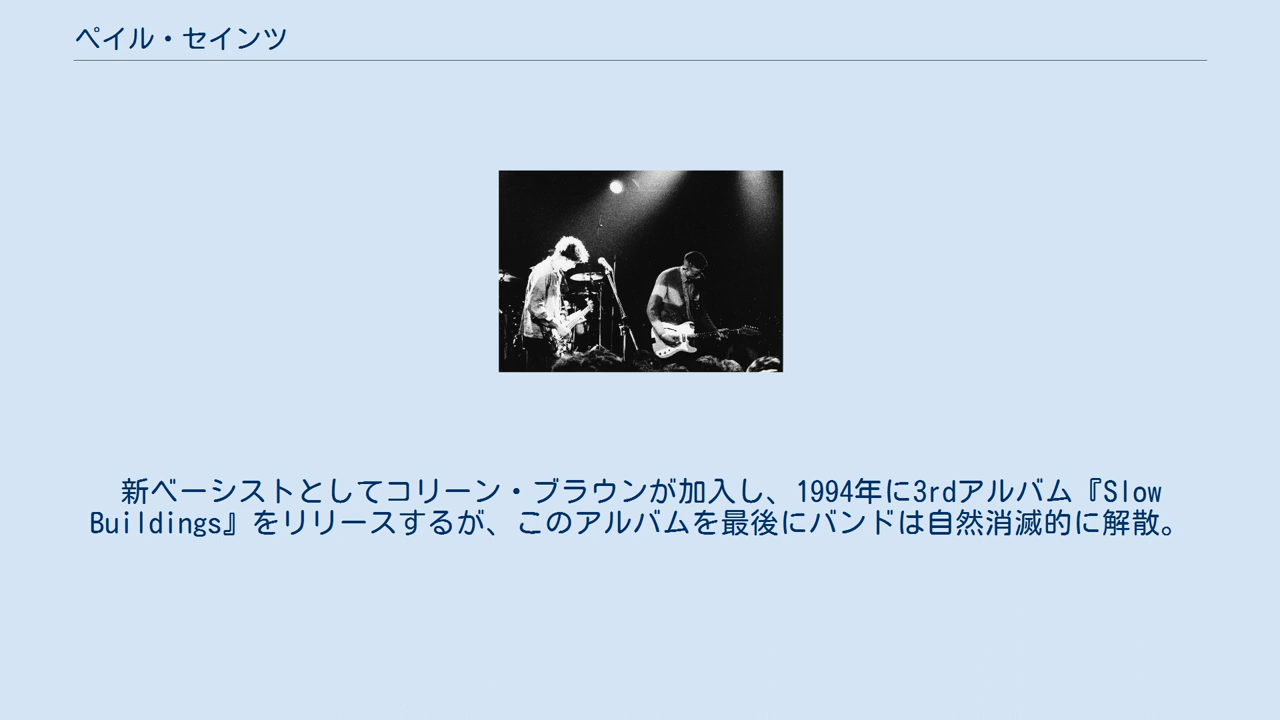 ペイル・セインツ
新ベーシストとしてコリーン・ブラウンが加入し、1994年に3rdアルバム『Slow
Buildings』をリリースするが、このアルバムを最後にバンドは自然消滅的に解散。